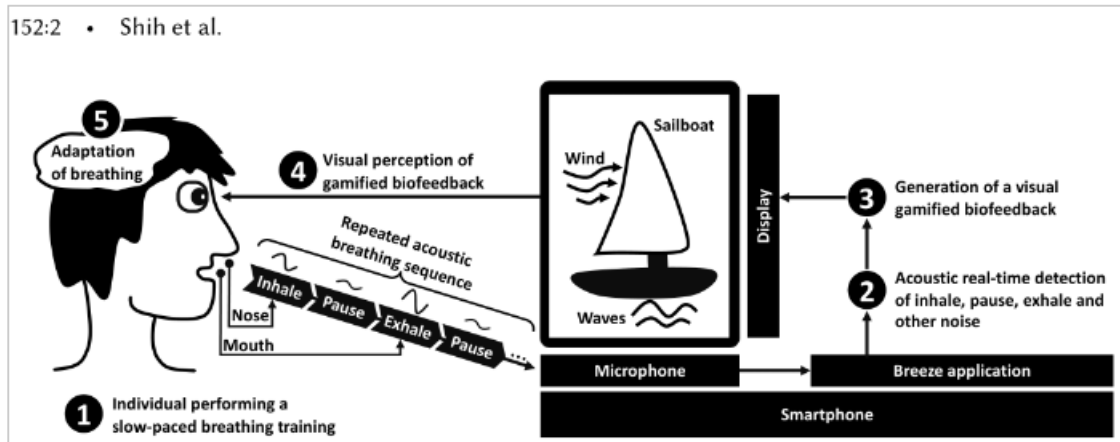 152:2 • Shih et al.
5
Adaptation
of breathing
4
Visual perception of
gamified biofeedback
Repeated acoustic
breathing sequence
Inhale
Pause
Exhale
Pause
...
Nose
Mouth
1
Individual performing a
slow-paced breathing training
Sailboat
Wind
Waves
Display
3
Generation of a visual
gamified biofeedback
2
Acoustic real-time detection
of inhale, pause, exhale and
other noise
Microphone
Breeze application
Smartphone